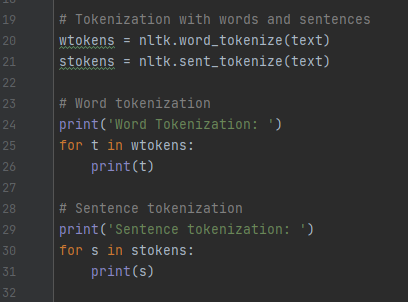 19 # Tokenization with words and sentences
20 wtokens = nltk.word_tokenize(text)
21 stokens = nltk.sent_tokenize(text)
22
23 # Word tokenization
24 print('Word Tokenization: ')
25 for t in wtokens:
26     print(t)
27
28 # Sentence tokenization
29 print('Sentence tokenization: ')
30 for s in stokens:
31     print(s)
32